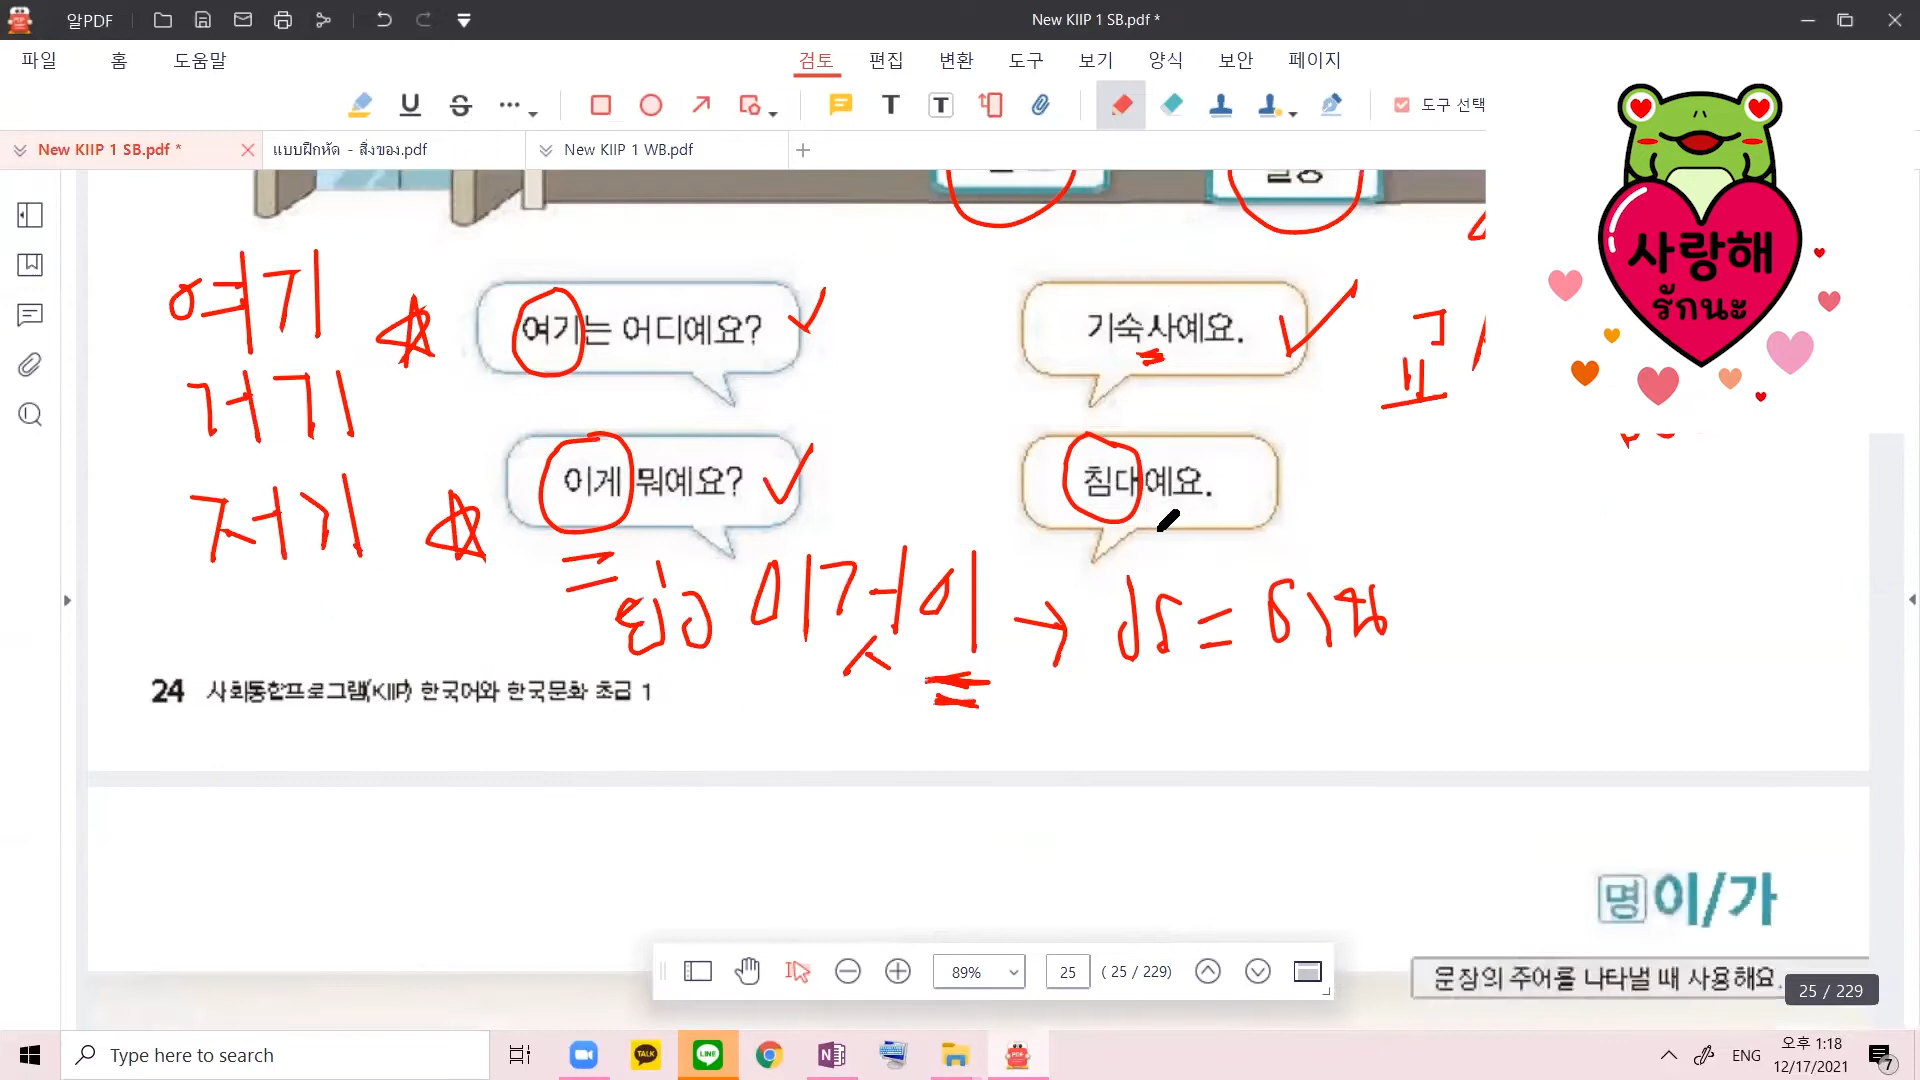 알PDF
New KIIP 1 SB.pdf *
파일 홈 도움말 검토 편집 변환 도구 보기 양식 보안 페이지
도구 선택
New KIIP 1 SB.pdf *
แบบฝึกหัด - สิ่งของ.pdf
New KIIP 1 WB.pdf
사랑해
รักนะ
여기
거기
저기
여기는 어디예요?
기숙사예요.
교
이게 뭐예요?
침대예요.
ย่อ 이것이
24 사회통합프로그램(KIIP) 한국어와 한국문화 초급 1
명 이/가
문장의 주어를 나타낼 때 사용해요.
89%
25 (25 / 229)
25 / 229
Type here to search
TALK
LINE
PDF
ENG
오후 1:18
12/17/2021
7